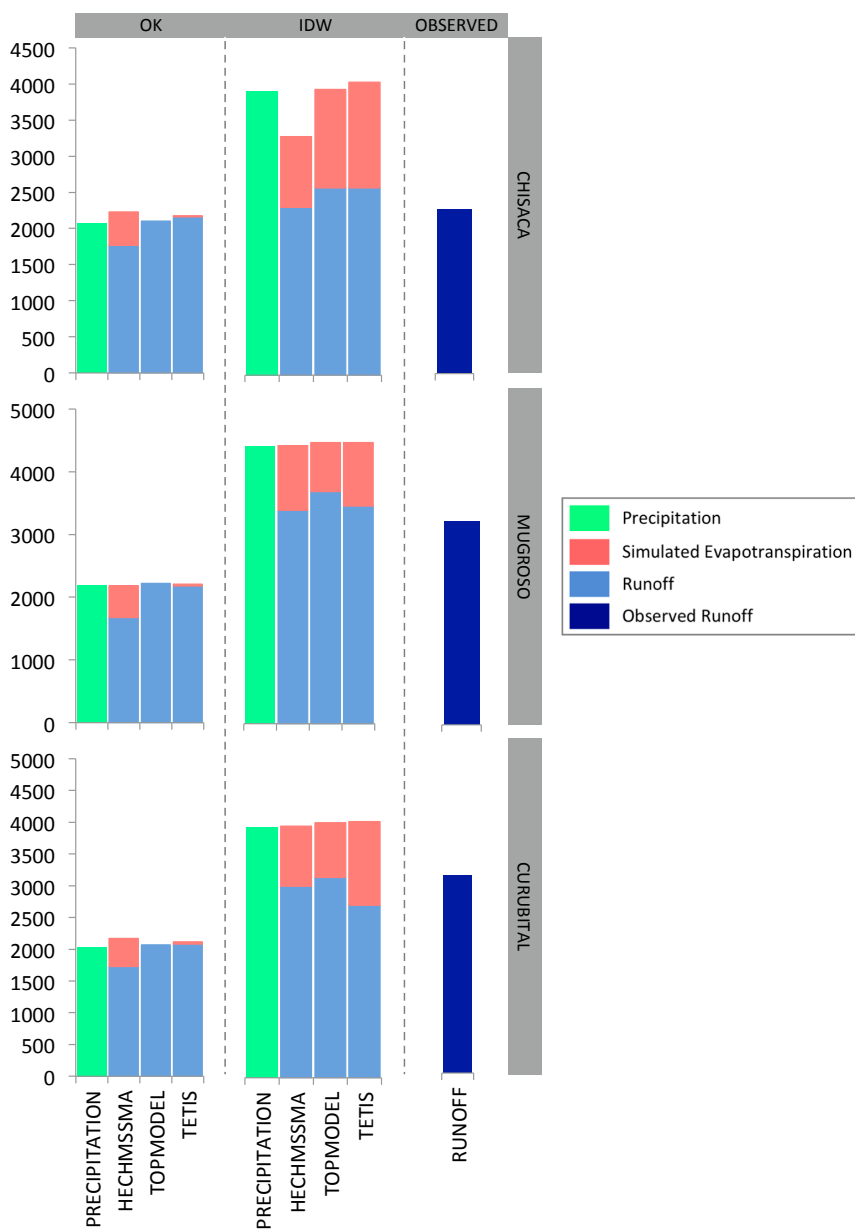 OK IDW OBSERVED
4500
4000
3500
3000
2500
2000
1500
1000
500
0
CHISACA
5000
4000
3000
2000
1000
0
MUGROSO
Precipitation
Simulated Evapotranspiration
Runoff
Observed Runoff
5000
4500
4000
3500
3000
2500
2000
1500
1000
500
0
CURUBITAL
PRECIPITATION
HECHMSSMA
TOPMODEL
TETIS
PRECIPITATION
HECHMSSMA
TOPMODEL
TETIS
RUNOFF